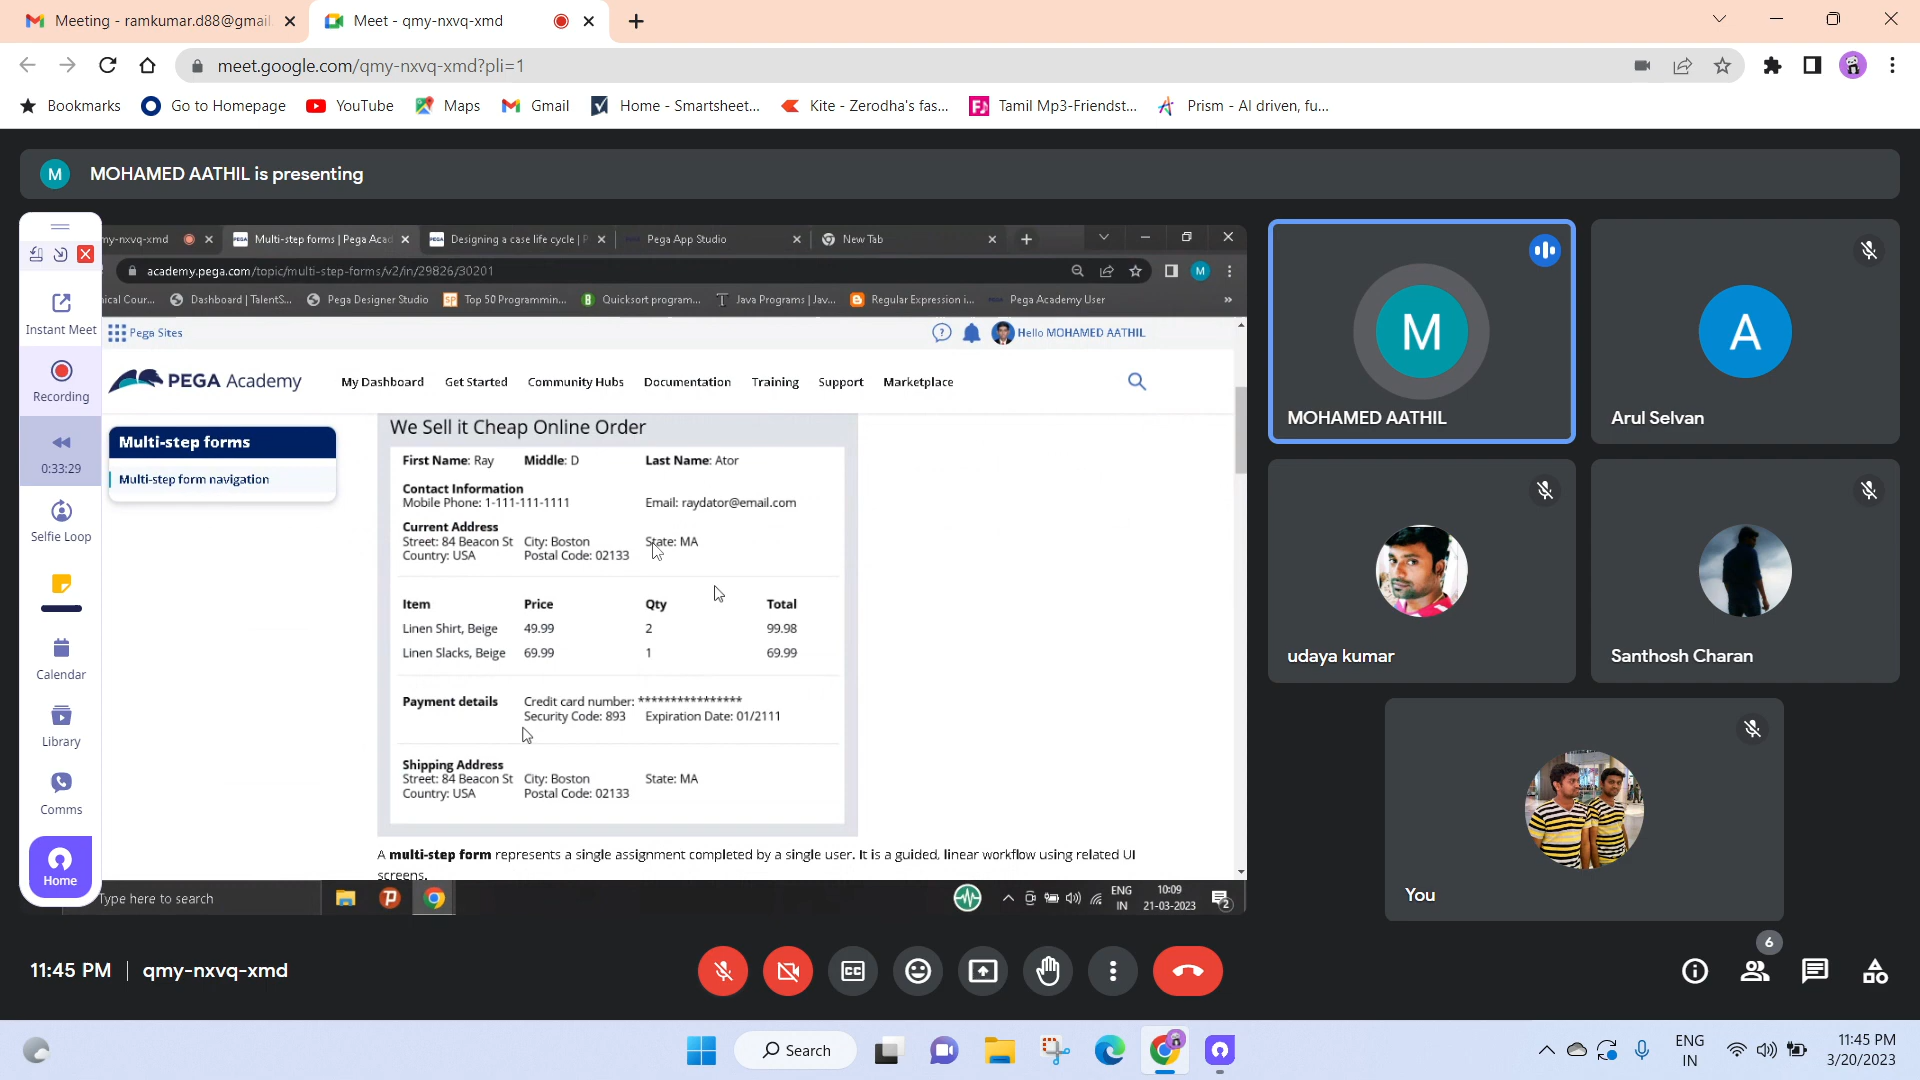 Meeting - ramkumar.d88@gmail.
Meet - qmy-nxvq-xmd
meet.google.com/qmy-nxvq-xmd?pli=1
Bookmarks
Go to Homepage
YouTube
Maps
Gmail
Home - Smartsheet...
Kite - Zerodha's fas...
Tamil Mp3-Friendst...
Prism - AI driven, fu...
M
MOHAMED AATHIL is presenting
my-nxvq-xmd
Multi-step forms | Pega Acad
Designing a case life cycle | P
Pega App Studio
New Tab
academy.pega.com/topic/multi-step-forms/v2/in/29826/30201
M
ical Cour...
Dashboard | TalentS...
Pega Designer Studio
Top 50 Programmin...
Quicksort program...
Java Programs | Jav...
Regular Expression i...
Pega Academy User
»
Pega Sites
Hello MOHAMED AATHIL
PEGA Academy
My Dashboard
Get Started
Community Hubs
Documentation
Training
Support
Marketplace
Multi-step forms
Multi-step form navigation
We Sell it Cheap Online Order
First Name: Ray Middle: D Last Name: Ator
Contact Information
Mobile Phone: 1-111-111-1111 Email: raydator@email.com
Current Address
Street: 84 Beacon St City: Boston State: MA
Country: USA Postal Code: 02133
Item Price Qty Total
Linen Shirt, Beige 49.99 2 99.98
Linen Slacks, Beige 69.99 1 69.99
Payment details Credit card number: ****************
Security Code: 893 Expiration Date: 01/2111
Shipping Address
Street: 84 Beacon St City: Boston State: MA
Country: USA Postal Code: 02133
A multi-step form represents a single assignment completed by a single user. It is a guided, linear workflow using related UI
screens.
Instant Meet
Recording
0:33:29
Selfie Loop
Calendar
Library
Comms
Home
Type here to search
ENG
IN
10:09
21-03-2023
2
M
MOHAMED AATHIL
A
Arul Selvan
udaya kumar
Santhosh Charan
You
11:45 PM | qmy-nxvq-xmd
6
Search
ENG
IN
11:45 PM
3/20/2023